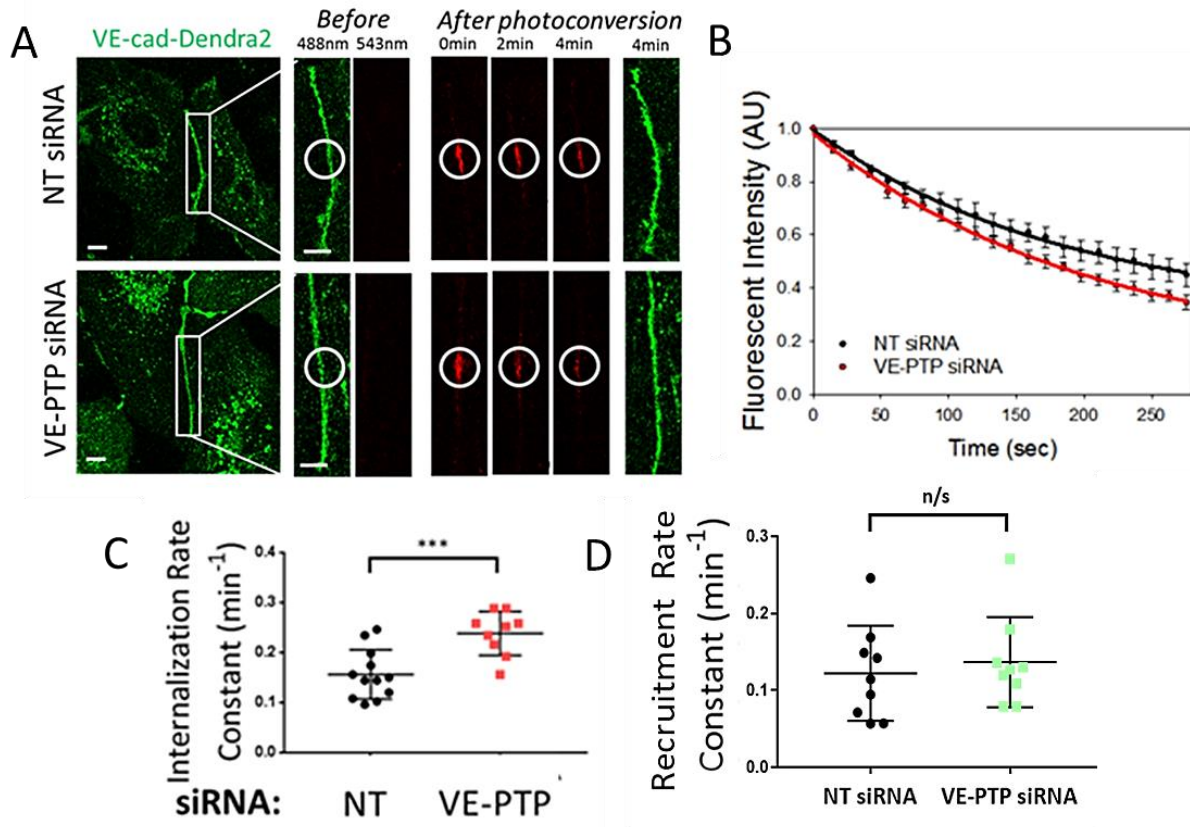 A
VE-cad-Dendra2
Before
After photoconversion
488nm 543nm
0min 2min 4min 4min
NT siRNA
VE-PTP siRNA
B
Fluorescent Intensity (AU)
1.0
0.8
0.6
0.4
0.2
0.0
NT siRNA
VE-PTP siRNA
0 50 100 150 200 250
Time (sec)
C
Internalization Rate
Constant (min-1)
***
0.4
0.3
0.2
0.1
0.0
siRNA: NT VE-PTP
D
Recruitment Rate
Constant (min-1)
n/s
0.3
0.2
0.1
0.0
NT siRNA VE-PTP siRNA